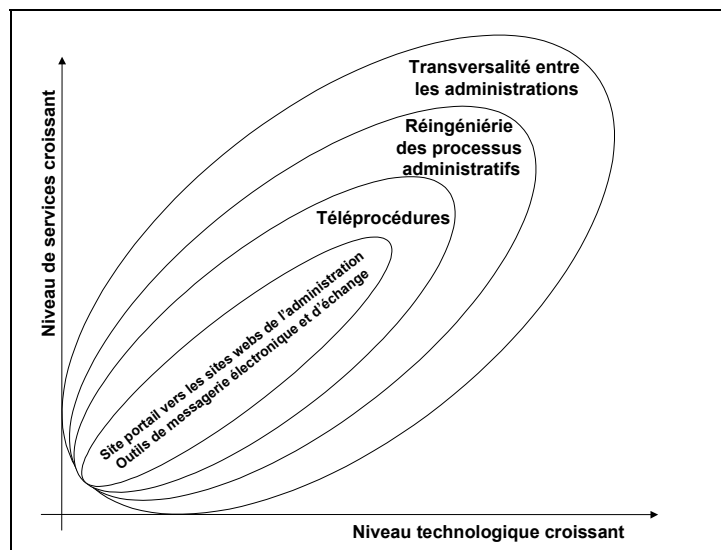 Transversalité entre
les administrations
Réingéniérie
des processus
administratifs
Téléprocédures
Site portail vers les sites webs de l'administration
Outils de messagerie électronique et d'échange
Niveau de services croissant
Niveau technologique croissant